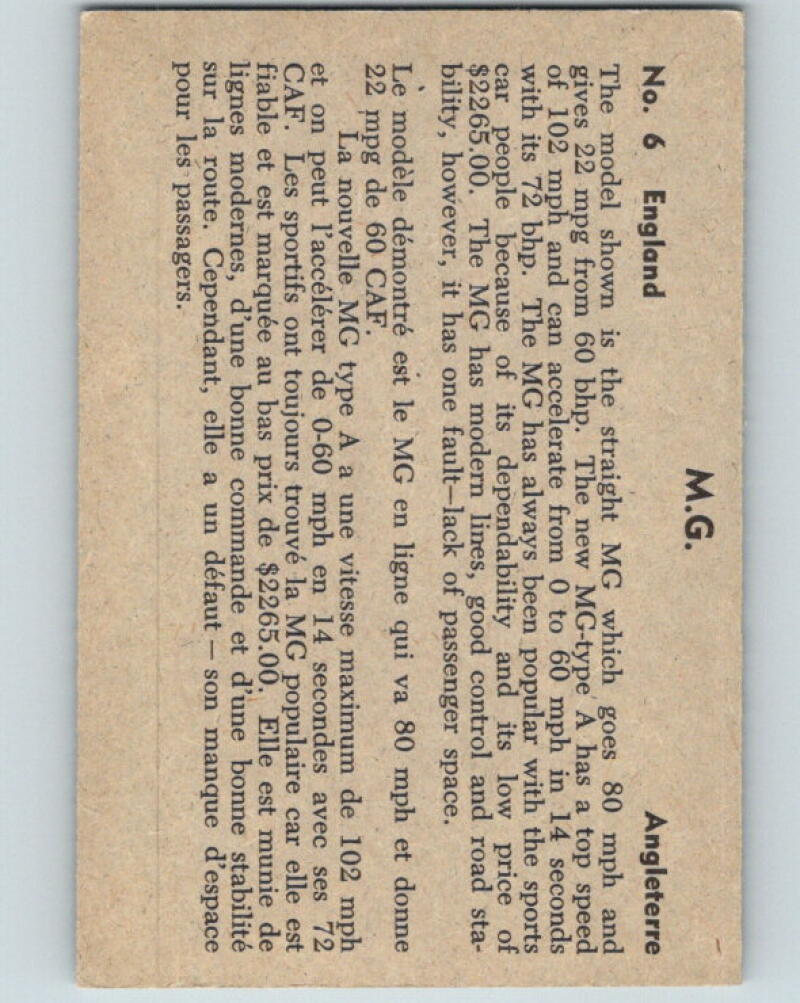 M.G.
No. 6 England Angleterre
The model shown is the straight MG which goes 80 mph and
gives 22 mpg from 60 bhp. The new MG-type A has a top speed
of 102 mph and can accelerate from 0 to 60 mph in 14 seconds
with its 72 bhp. The MG has always been popular with the sports
car people because of its dependability and its low price of
$2265.00. The MG has modern lines, good control and road sta-
bility, however, it has one fault—lack of passenger space.
Le modèle démontré est le MG en ligne qui va 80 mph et donne
22 mpg de 60 CAF.
La nouvelle MG type A a une vitesse maximum de 102 mph
et on peut l'accélérer de 0-60 mph en 14 secondes avec ses 72
CAF. Les sportifs ont toujours trouvé la MG populaire car elle est
fiable et est marquée au bas prix de $2265.00. Elle est munie de
lignes modernes, d'une bonne commande et d'une bonne stabilité
sur la route. Cependant, elle a un défaut — son manque d'espace
pour les passagers.